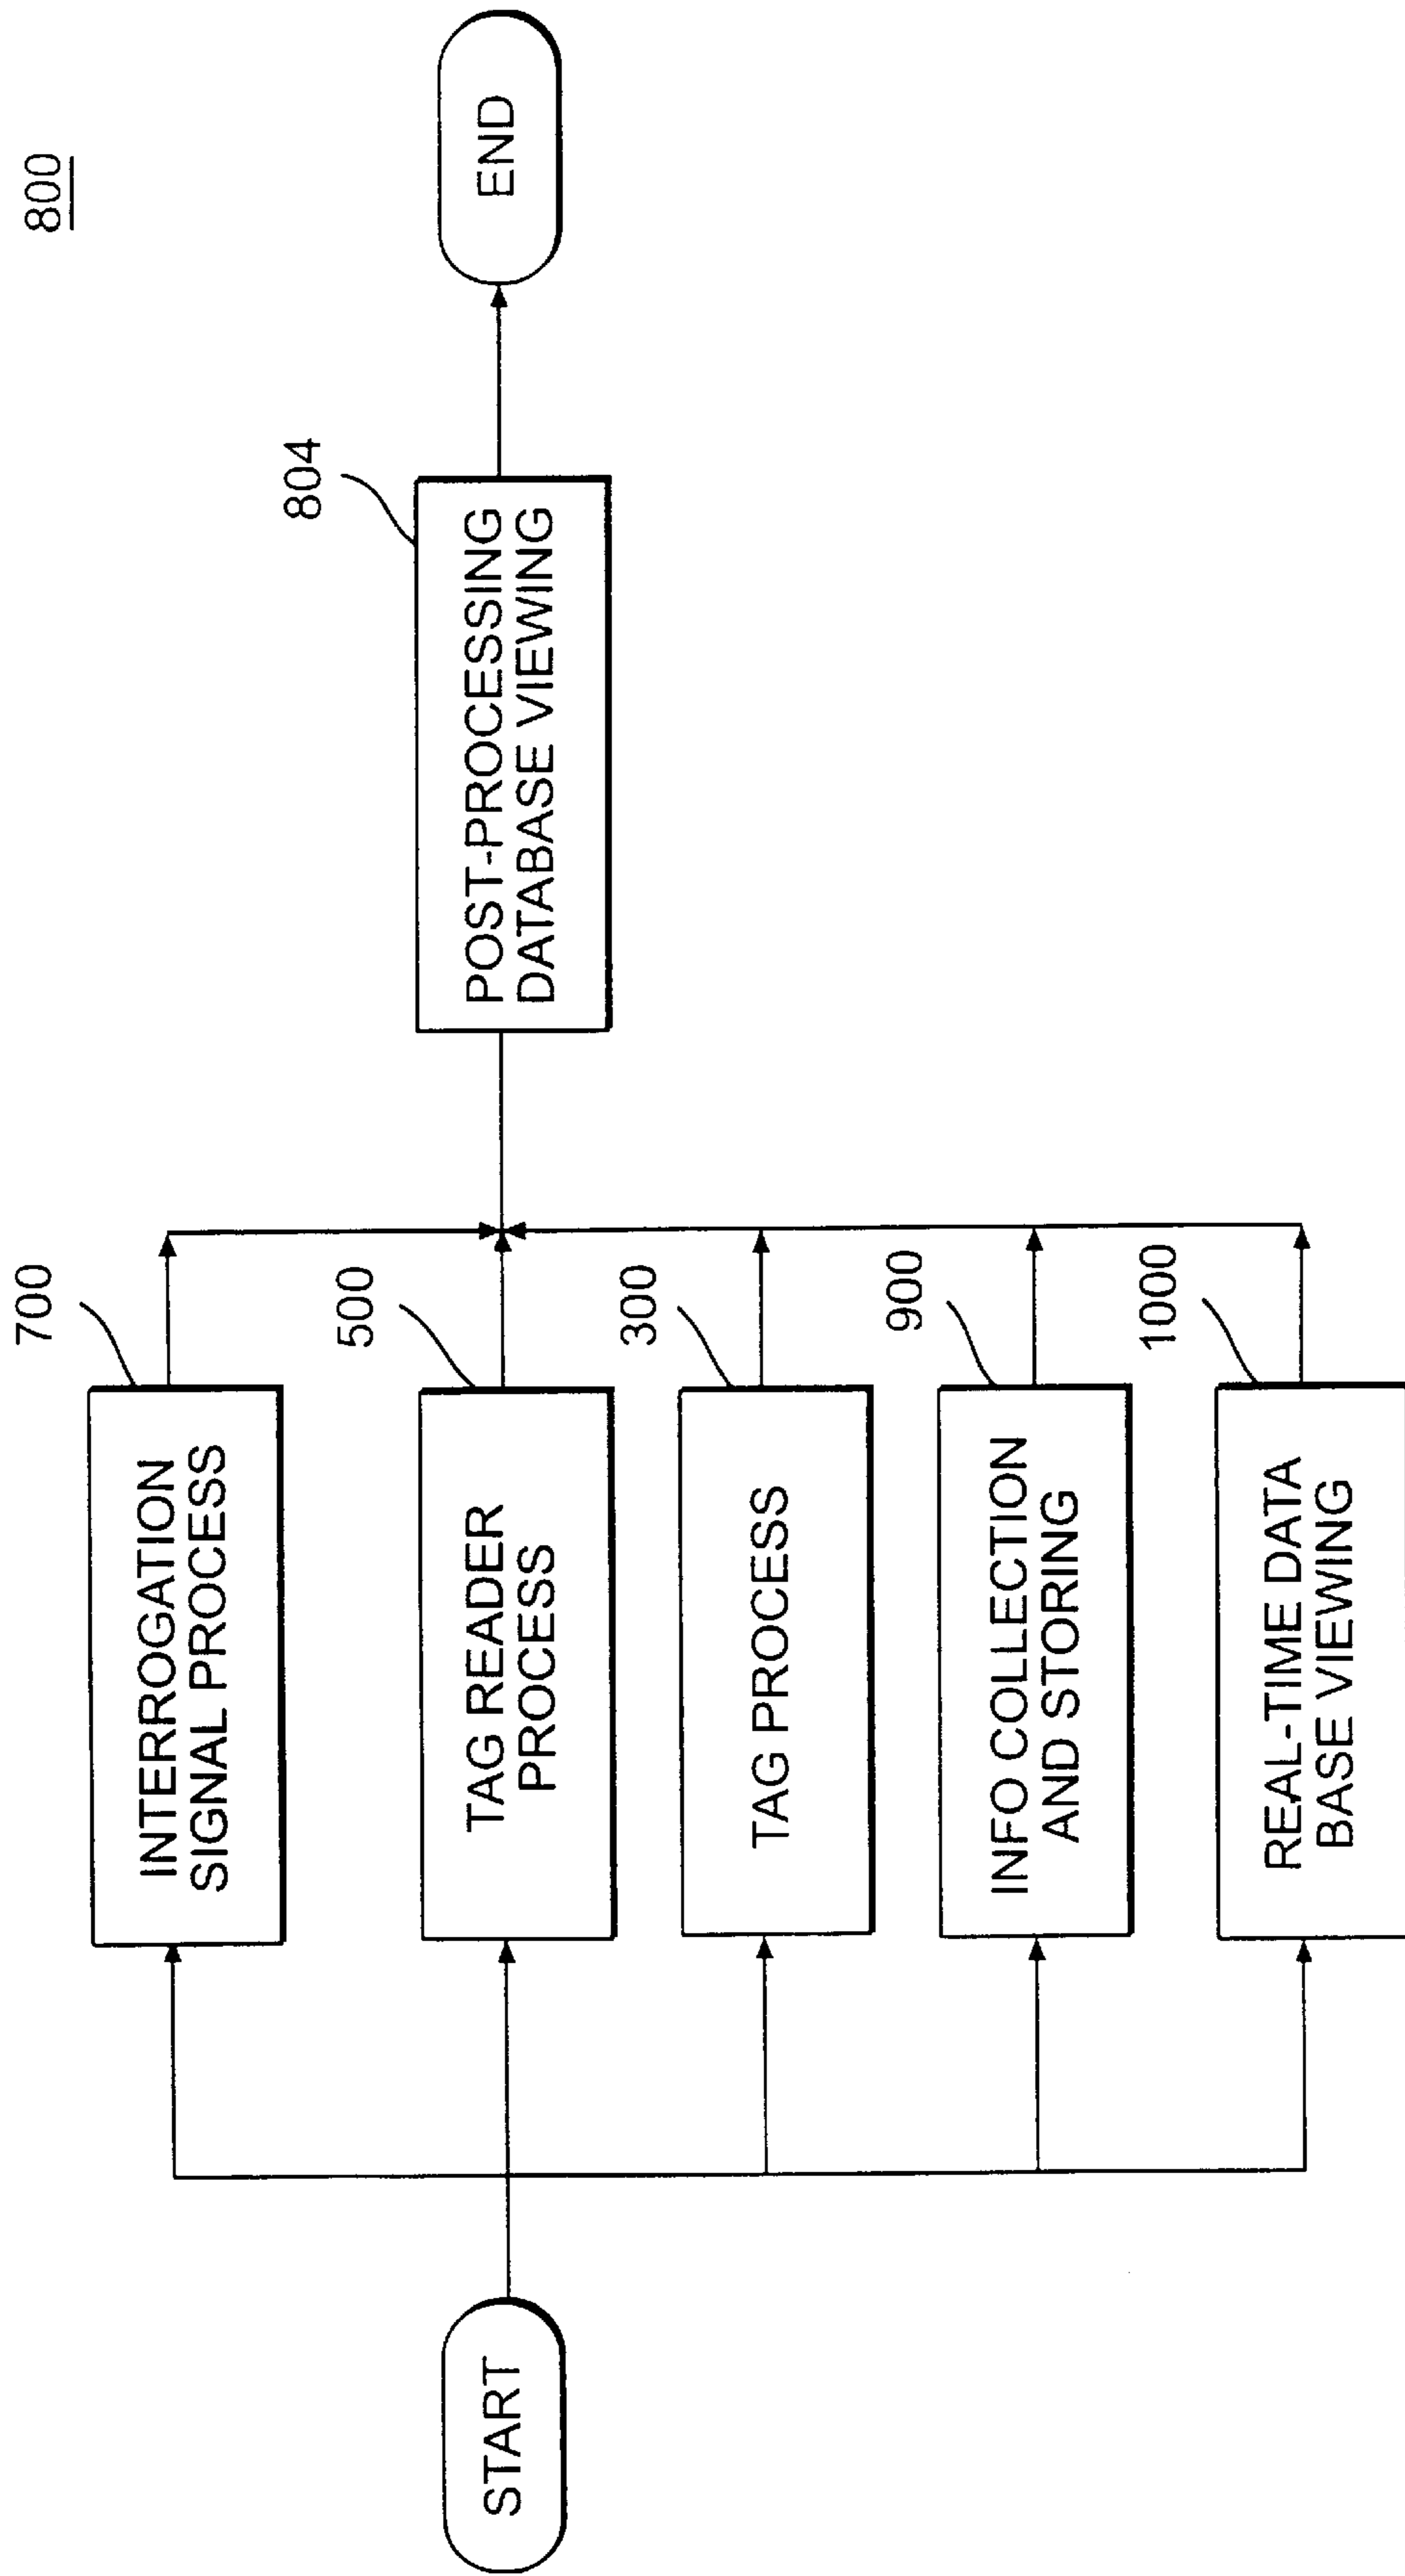 800
START
700
INTERROGATION
SIGNAL PROCESS
500
TAG READER
PROCESS
300
TAG PROCESS
900
INFO COLLECTION
AND STORING
1000
REAL-TIME DATA
BASE VIEWING
804
POST-PROCESSING
DATABASE VIEWING
END